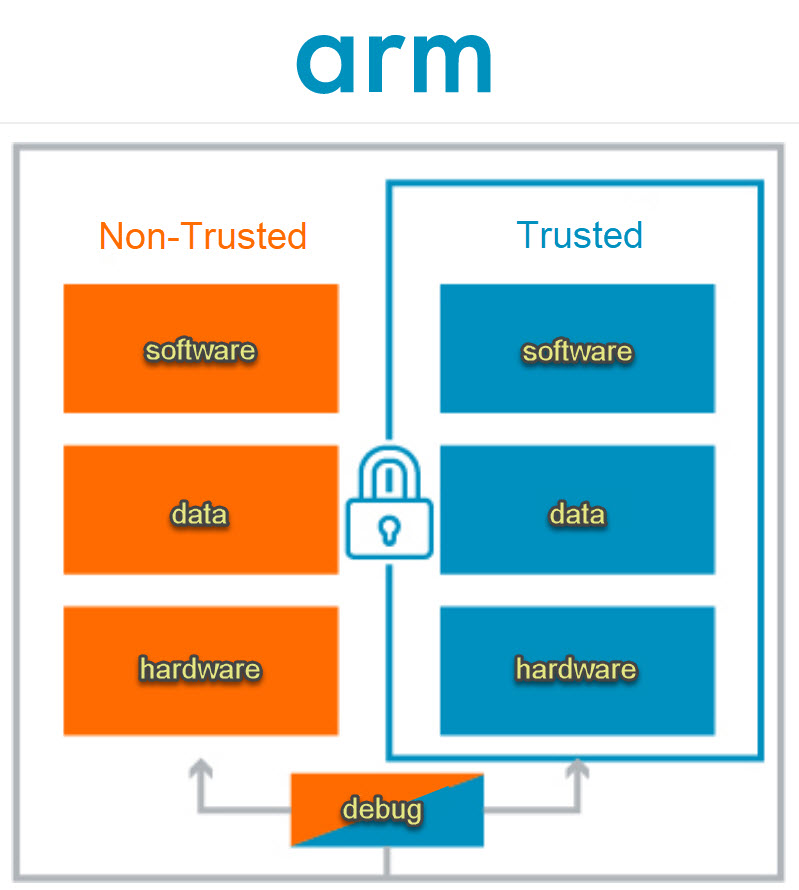 arm
Non-Trusted
Trusted
software
software
data
data
hardware
hardware
debug